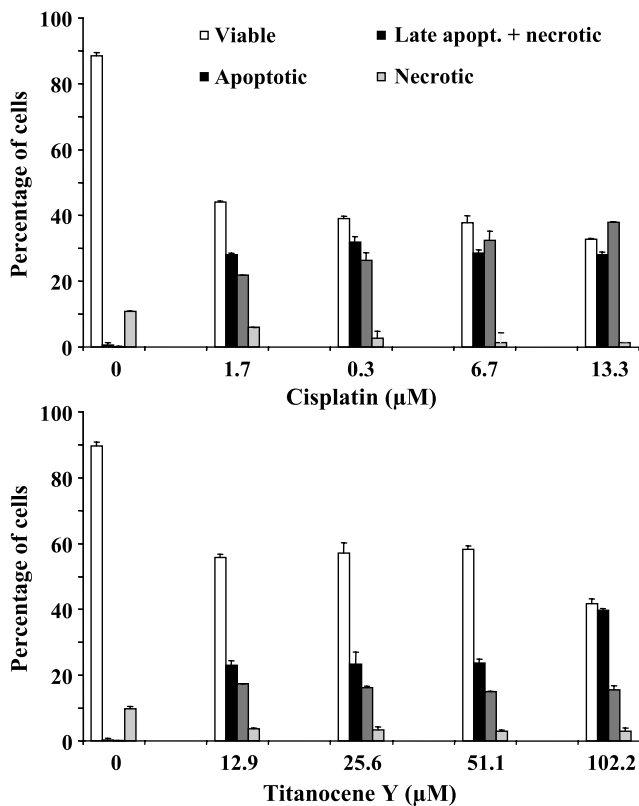 100
80
60
40
20
0
Percentage of cells
Viable
Late apopt. + necrotic
Apoptotic
Necrotic
0 1.7 0.3 6.7 13.3
Cisplatin (µM)
100
80
60
40
20
0
Percentage of cells
0 12.9 25.6 51.1 102.2
Titanocene Y (µM)